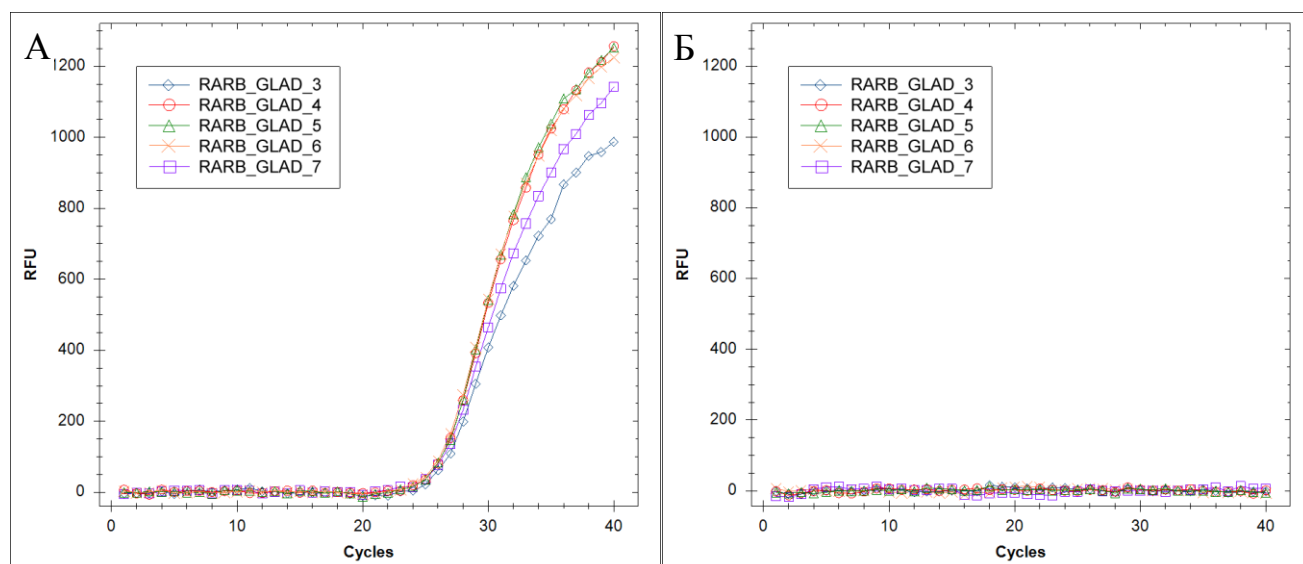 А
1200
1000
800
600
400
200
0
RFU
RARB_GLAD_3
RARB_GLAD_4
RARB_GLAD_5
RARB_GLAD_6
RARB_GLAD_7
0 10 20 30 40
Cycles
Б
1200
1000
800
600
400
200
0
RFU
RARB_GLAD_3
RARB_GLAD_4
RARB_GLAD_5
RARB_GLAD_6
RARB_GLAD_7
0 10 20 30 40
Cycles